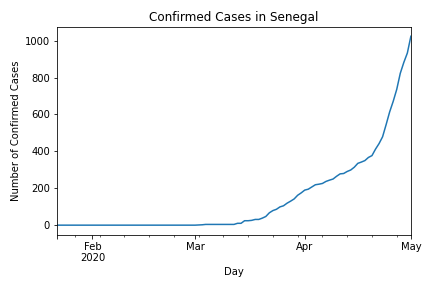 Confirmed Cases in Senegal
1000
800
600
400
200
0
Number of Confirmed Cases
Feb
2020
Mar
Apr
May
Day